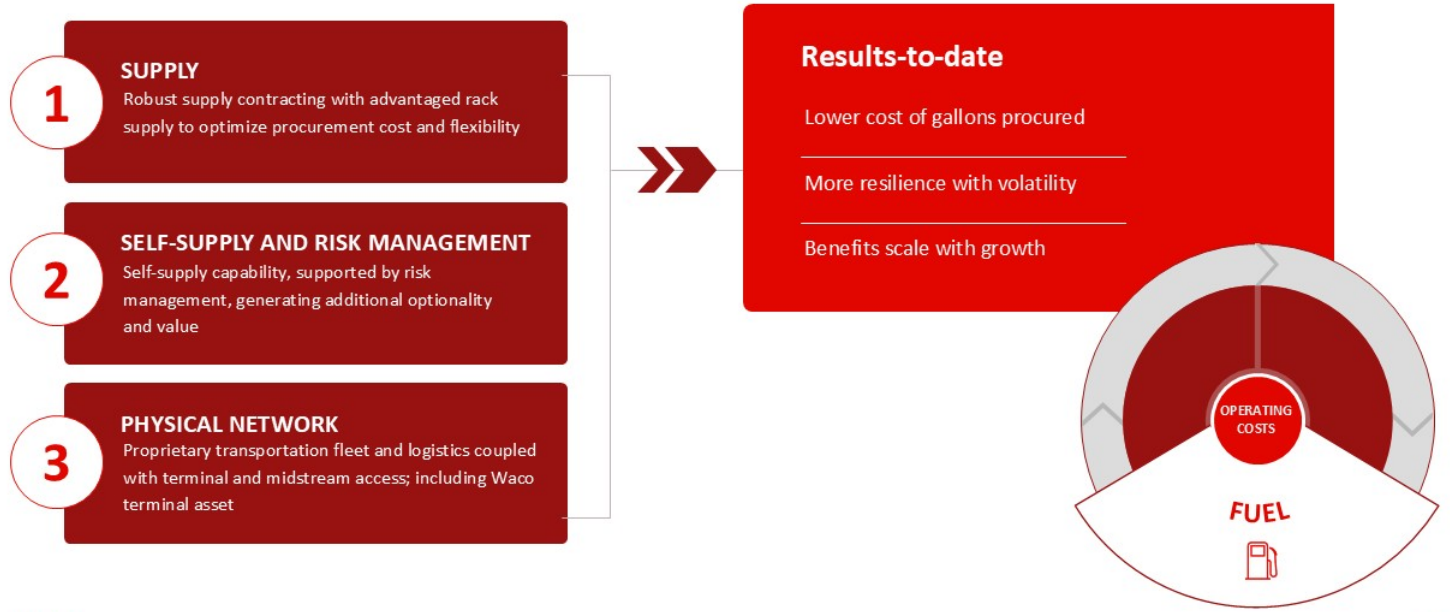 1
SUPPLY
Robust supply contracting with advantaged rack
supply to optimize procurement cost and flexibility
2
SELF-SUPPLY AND RISK MANAGEMENT
Self-supply capability, supported by risk
management, generating additional optionality
and value
3
PHYSICAL NETWORK
Proprietary transportation fleet and logistics coupled
with terminal and midstream access; including Waco
terminal asset
Results-to-date
Lower cost of gallons procured
More resilience with volatility
Benefits scale with growth
OPERATING
COSTS
FUEL